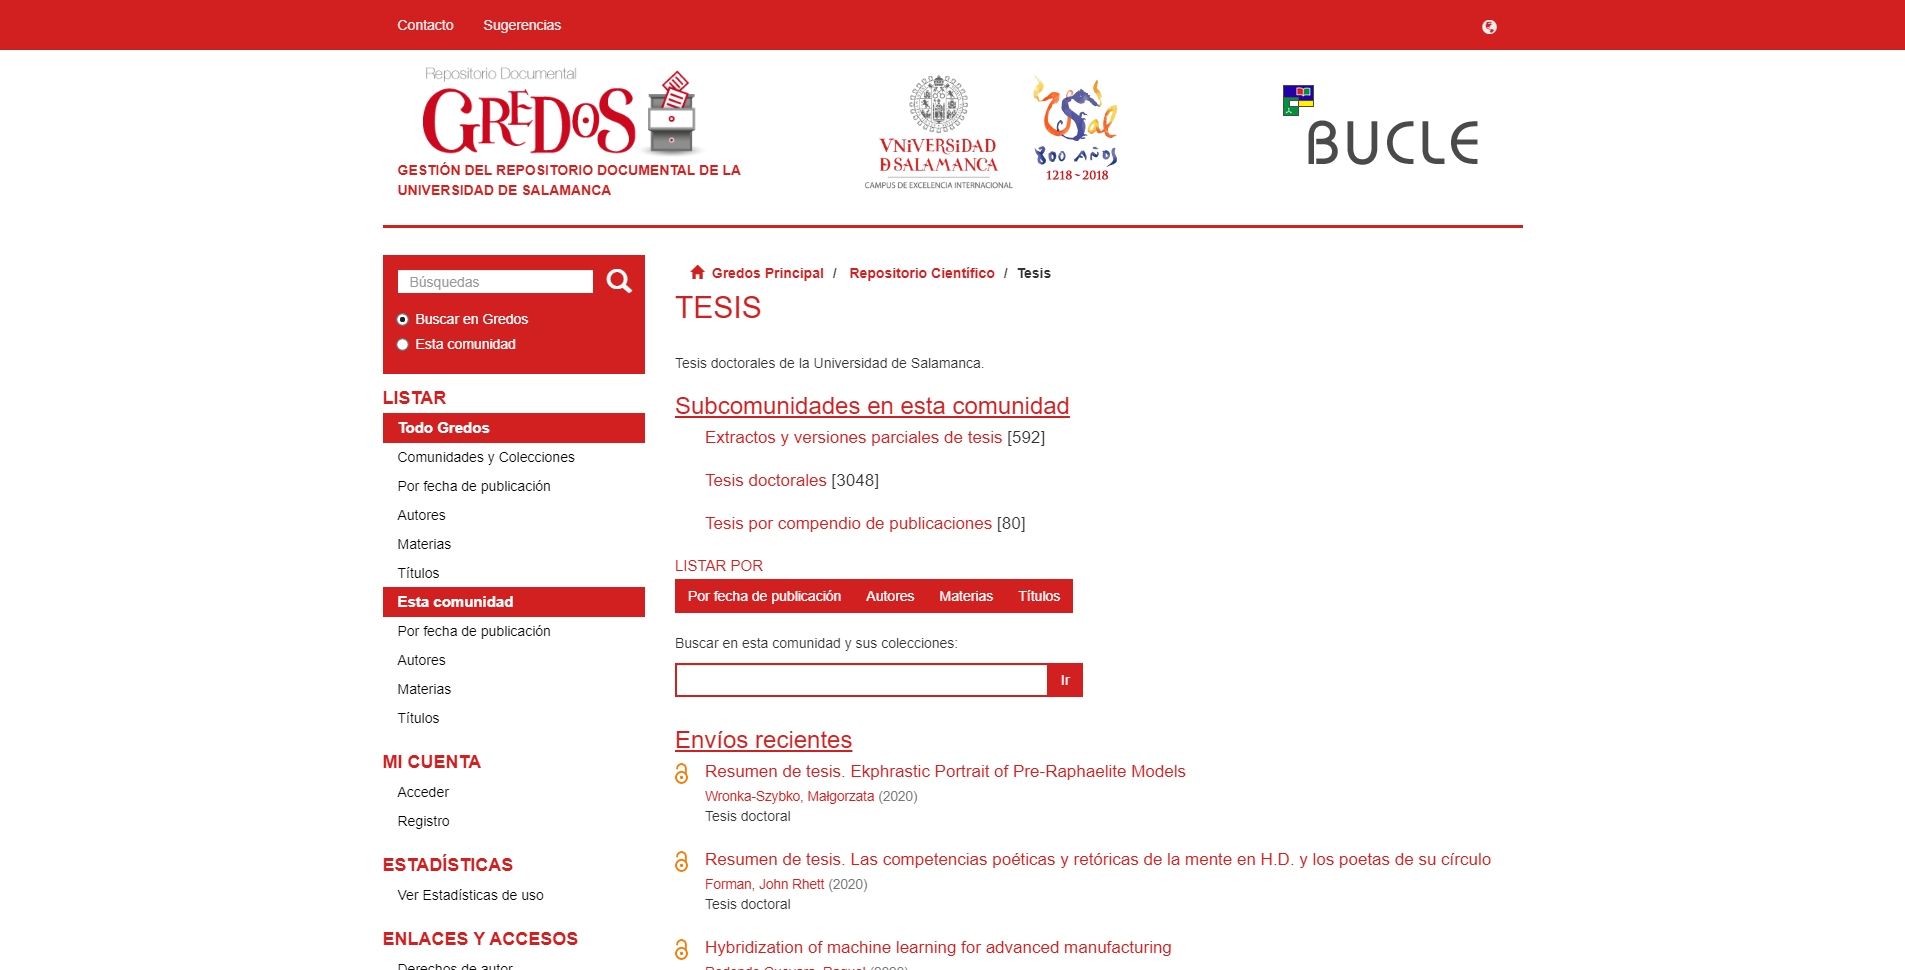 Contacto Sugerencias
Repositorio Documental
GREDOS
GESTIÓN DEL REPOSITORIO DOCUMENTAL DE LA
UNIVERSIDAD DE SALAMANCA
VNiVERSiDAD
D SALAMANCA
CAMPUS DE EXCELENCIA INTERNACIONAL
USal
800 AÑOS
1218 ~ 2018
BUCLE
Búsquedas
Buscar en Gredos
Esta comunidad
LISTAR
Todo Gredos
Comunidades y Colecciones
Por fecha de publicación
Autores
Materias
Títulos
Esta comunidad
Por fecha de publicación
Autores
Materias
Títulos
MI CUENTA
Acceder
Registro
ESTADÍSTICAS
Ver Estadísticas de uso
ENLACES Y ACCESOS
Derechos de autor
Gredos Principal / Repositorio Científico / Tesis
TESIS
Tesis doctorales de la Universidad de Salamanca.
Subcomunidades en esta comunidad
Extractos y versiones parciales de tesis [592]
Tesis doctorales [3048]
Tesis por compendio de publicaciones [80]
LISTAR POR
Por fecha de publicación Autores Materias Títulos
Buscar en esta comunidad y sus colecciones:
Ir
Envíos recientes
Resumen de tesis. Ekphrastic Portrait of Pre-Raphaelite Models
Wronka-Szybko, Małgorzata (2020)
Tesis doctoral
Resumen de tesis. Las competencias poéticas y retóricas de la mente en H.D. y los poetas de su círculo
Forman, John Rhett (2020)
Tesis doctoral
Hybridization of machine learning for advanced manufacturing
Redondo Guevara, Raquel (2020)